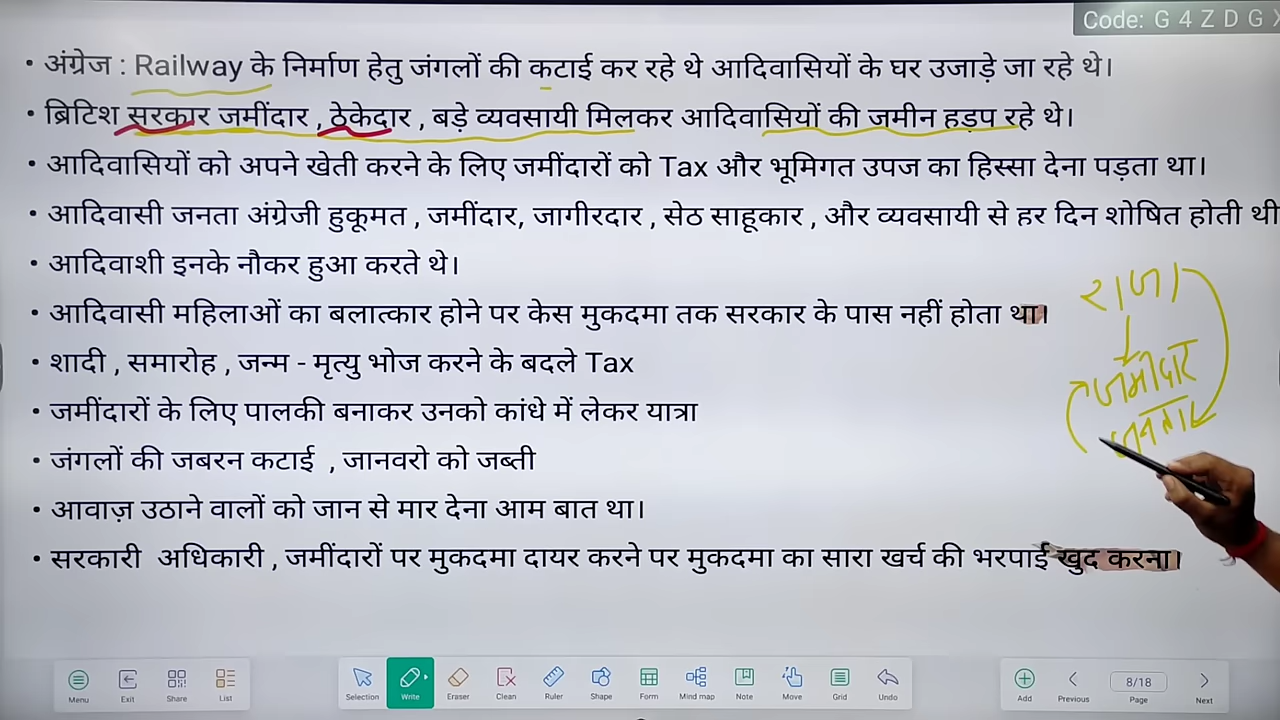 Code: G 4 Z D G
• अंग्रेज : Railway के निर्माण हेतु जंगलों की कटाई कर रहे थे आदिवासियों के घर उजाड़े जा रहे थे।
• ब्रिटिश सरकार जमींदार , ठेकेदार , बड़े व्यवसायी मिलकर आदिवासियों की जमीन हड़प रहे थे।
• आदिवासियों को अपने खेती करने के लिए जमींदारों को Tax और भूमिगत उपज का हिस्सा देना पड़ता था।
• आदिवासी जनता अंग्रेजी हुकूमत , जमींदार, जागीरदार , सेठ साहूकार , और व्यवसायी से हर दिन शोषित होती थी
• आदिवाशी इनके नौकर हुआ करते थे।
• आदिवासी महिलाओं का बलात्कार होने पर केस मुकदमा तक सरकार के पास नहीं होता था।
• शादी , समारोह , जन्म - मृत्यु भोज करने के बदले Tax
• जमींदारों के लिए पालकी बनाकर उनको कांधे में लेकर यात्रा
• जंगलों की जबरन कटाई , जानवरो को जब्ती
• आवाज़ उठाने वालों को जान से मार देना आम बात था।
• सरकारी अधिकारी , जमींदारों पर मुकदमा दायर करने पर मुकदमा का सारा खर्च की भरपाई खुद करना।
राजा
जमीदार
जनता
Menu Exit Share List Selection Write Eraser Clean Ruler Shape Form Mind map Note Move Grid Undo Add Previous 8/18 Page Next